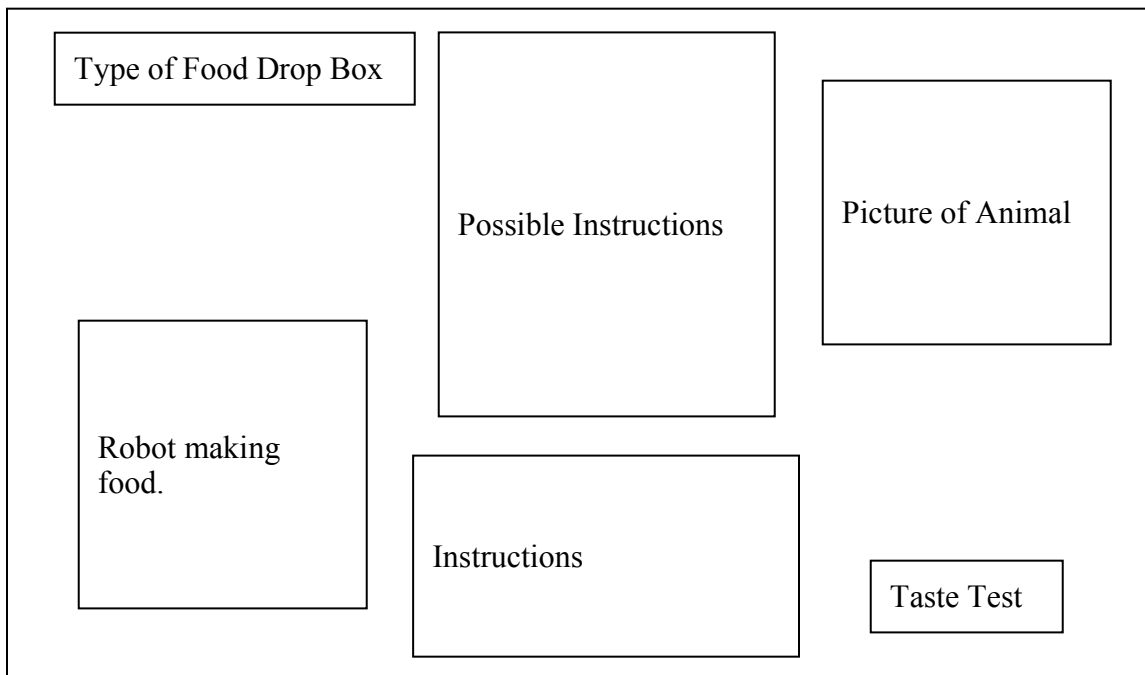 Type of Food Drop Box
Possible Instructions
Picture of Animal
Robot making
food.
Instructions
Taste Test